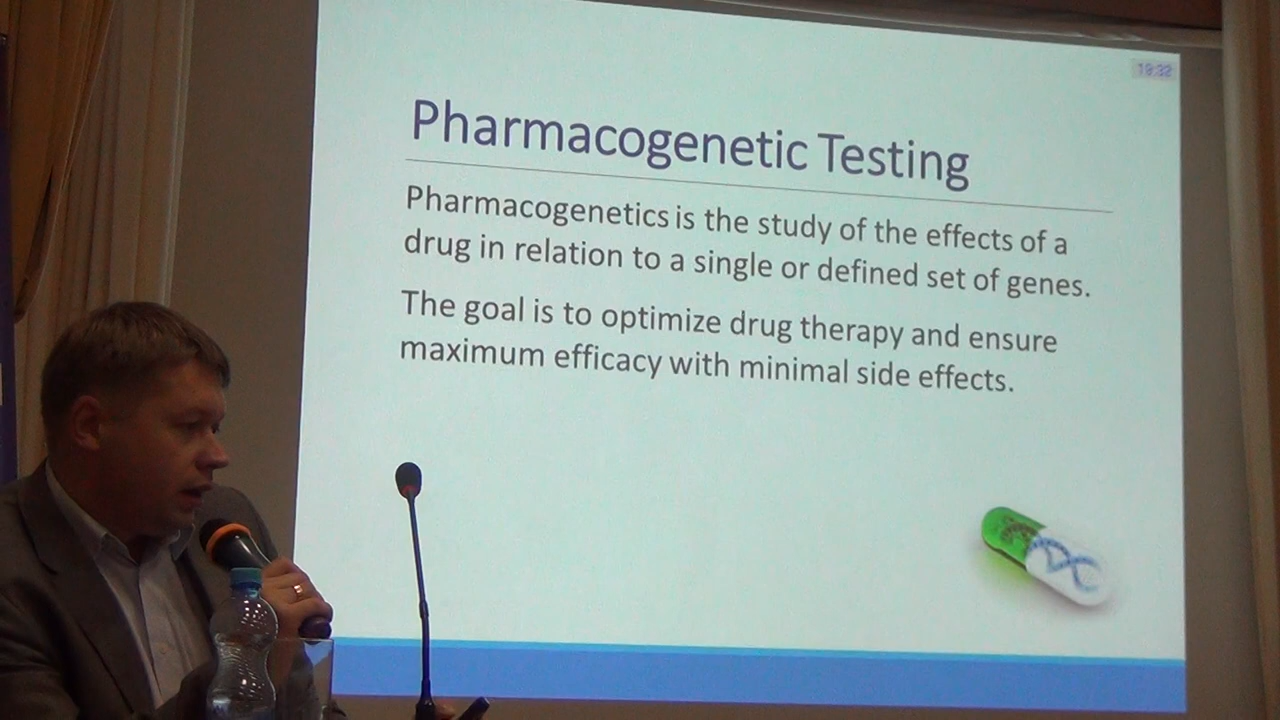 19:32
Pharmacogenetic Testing
Pharmacogenetics is the study of the effects of a
drug in relation to a single or defined set of genes.
The goal is to optimize drug therapy and ensure
maximum efficacy with minimal side effects.